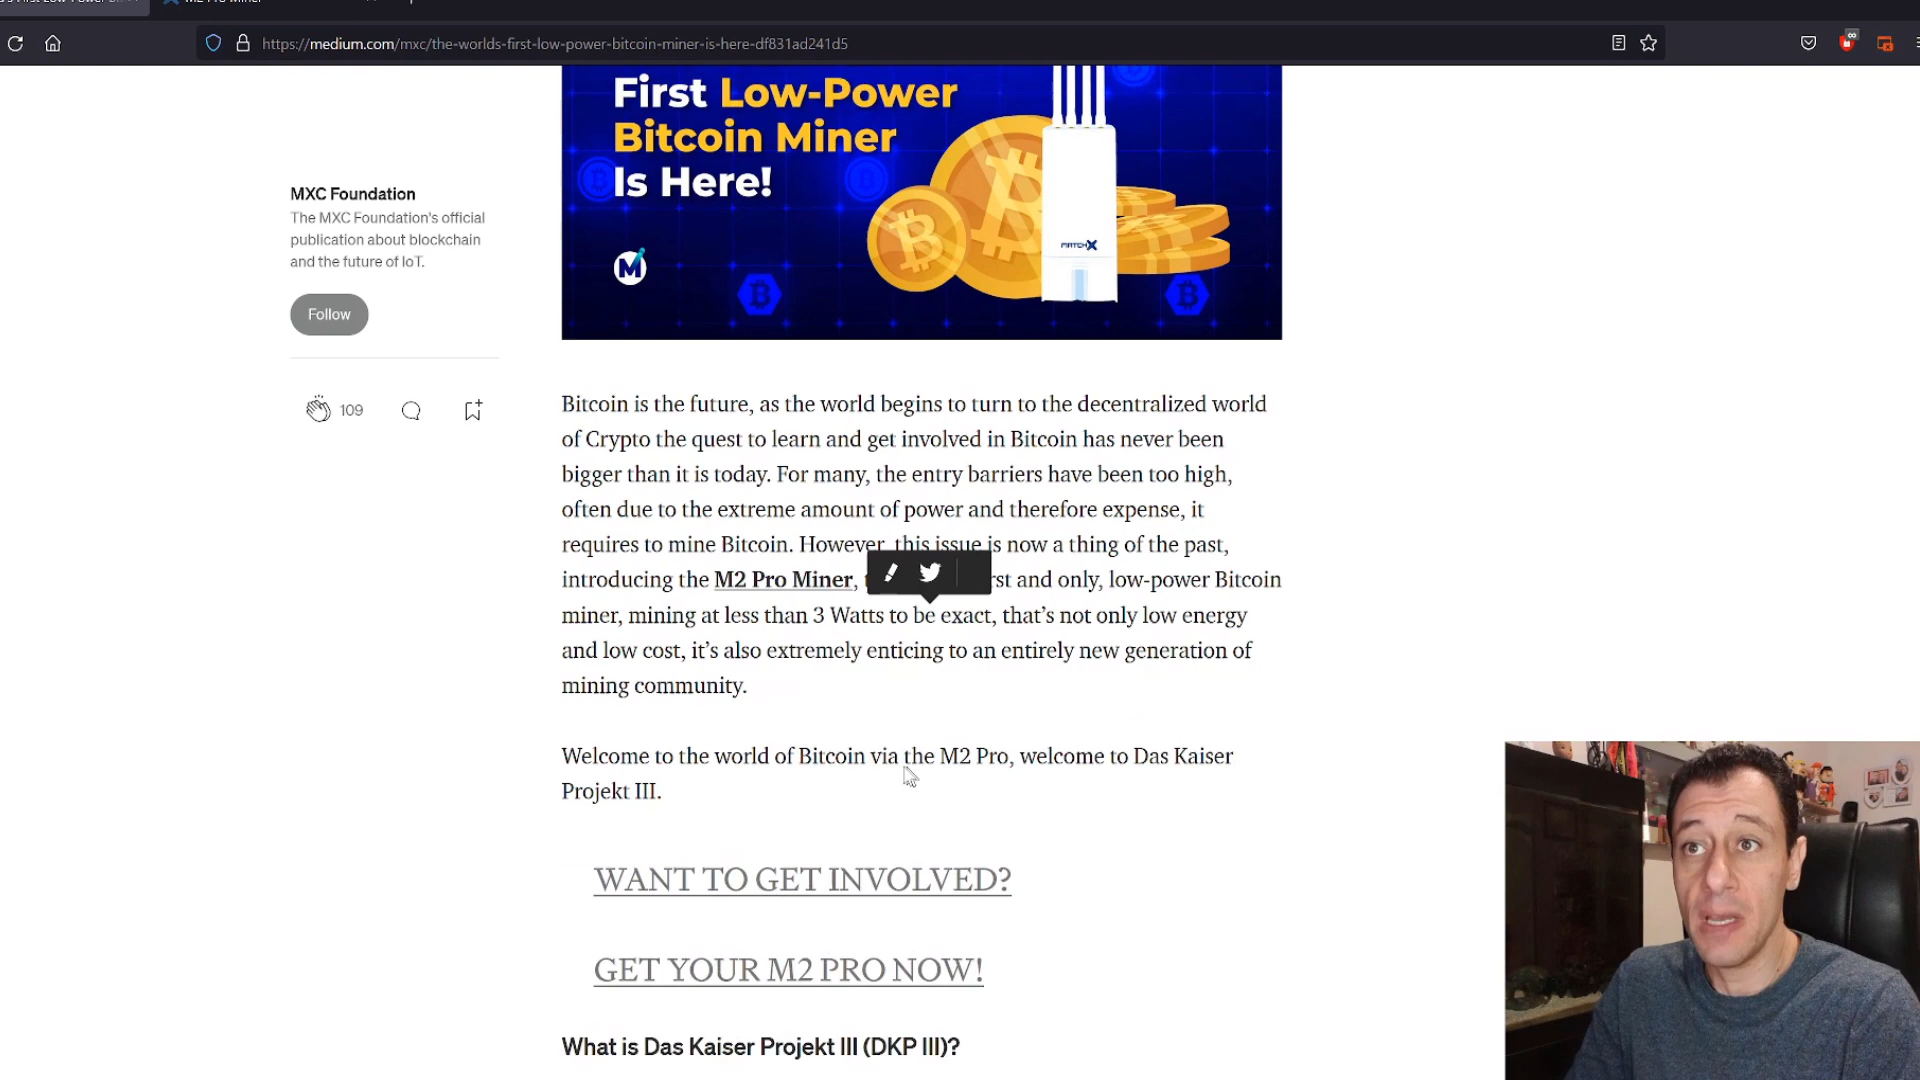 M2 Pro Miner
https://medium.com/mxc/the-worlds-first-low-power-bitcoin-miner-is-here-df831ad241d5
First Low-Power
Bitcoin Miner
Is Here!
MATCHX
M
MXC Foundation
The MXC Foundation's official
publication about blockchain
and the future of IoT.
Follow
109
Bitcoin is the future, as the world begins to turn to the decentralized world
of Crypto the quest to learn and get involved in Bitcoin has never been
bigger than it is today. For many, the entry barriers have been too high,
often due to the extreme amount of power and therefore expense, it
requires to mine Bitcoin. However, this issue is now a thing of the past,
introducing the M2 Pro Miner, rst and only, low-power Bitcoin
miner, mining at less than 3 Watts to be exact, that’s not only low energy
and low cost, it’s also extremely enticing to an entirely new generation of
mining community.
Welcome to the world of Bitcoin via the M2 Pro, welcome to Das Kaiser
Projekt III.
WANT TO GET INVOLVED?
GET YOUR M2 PRO NOW!
What is Das Kaiser Projekt III (DKP III)?